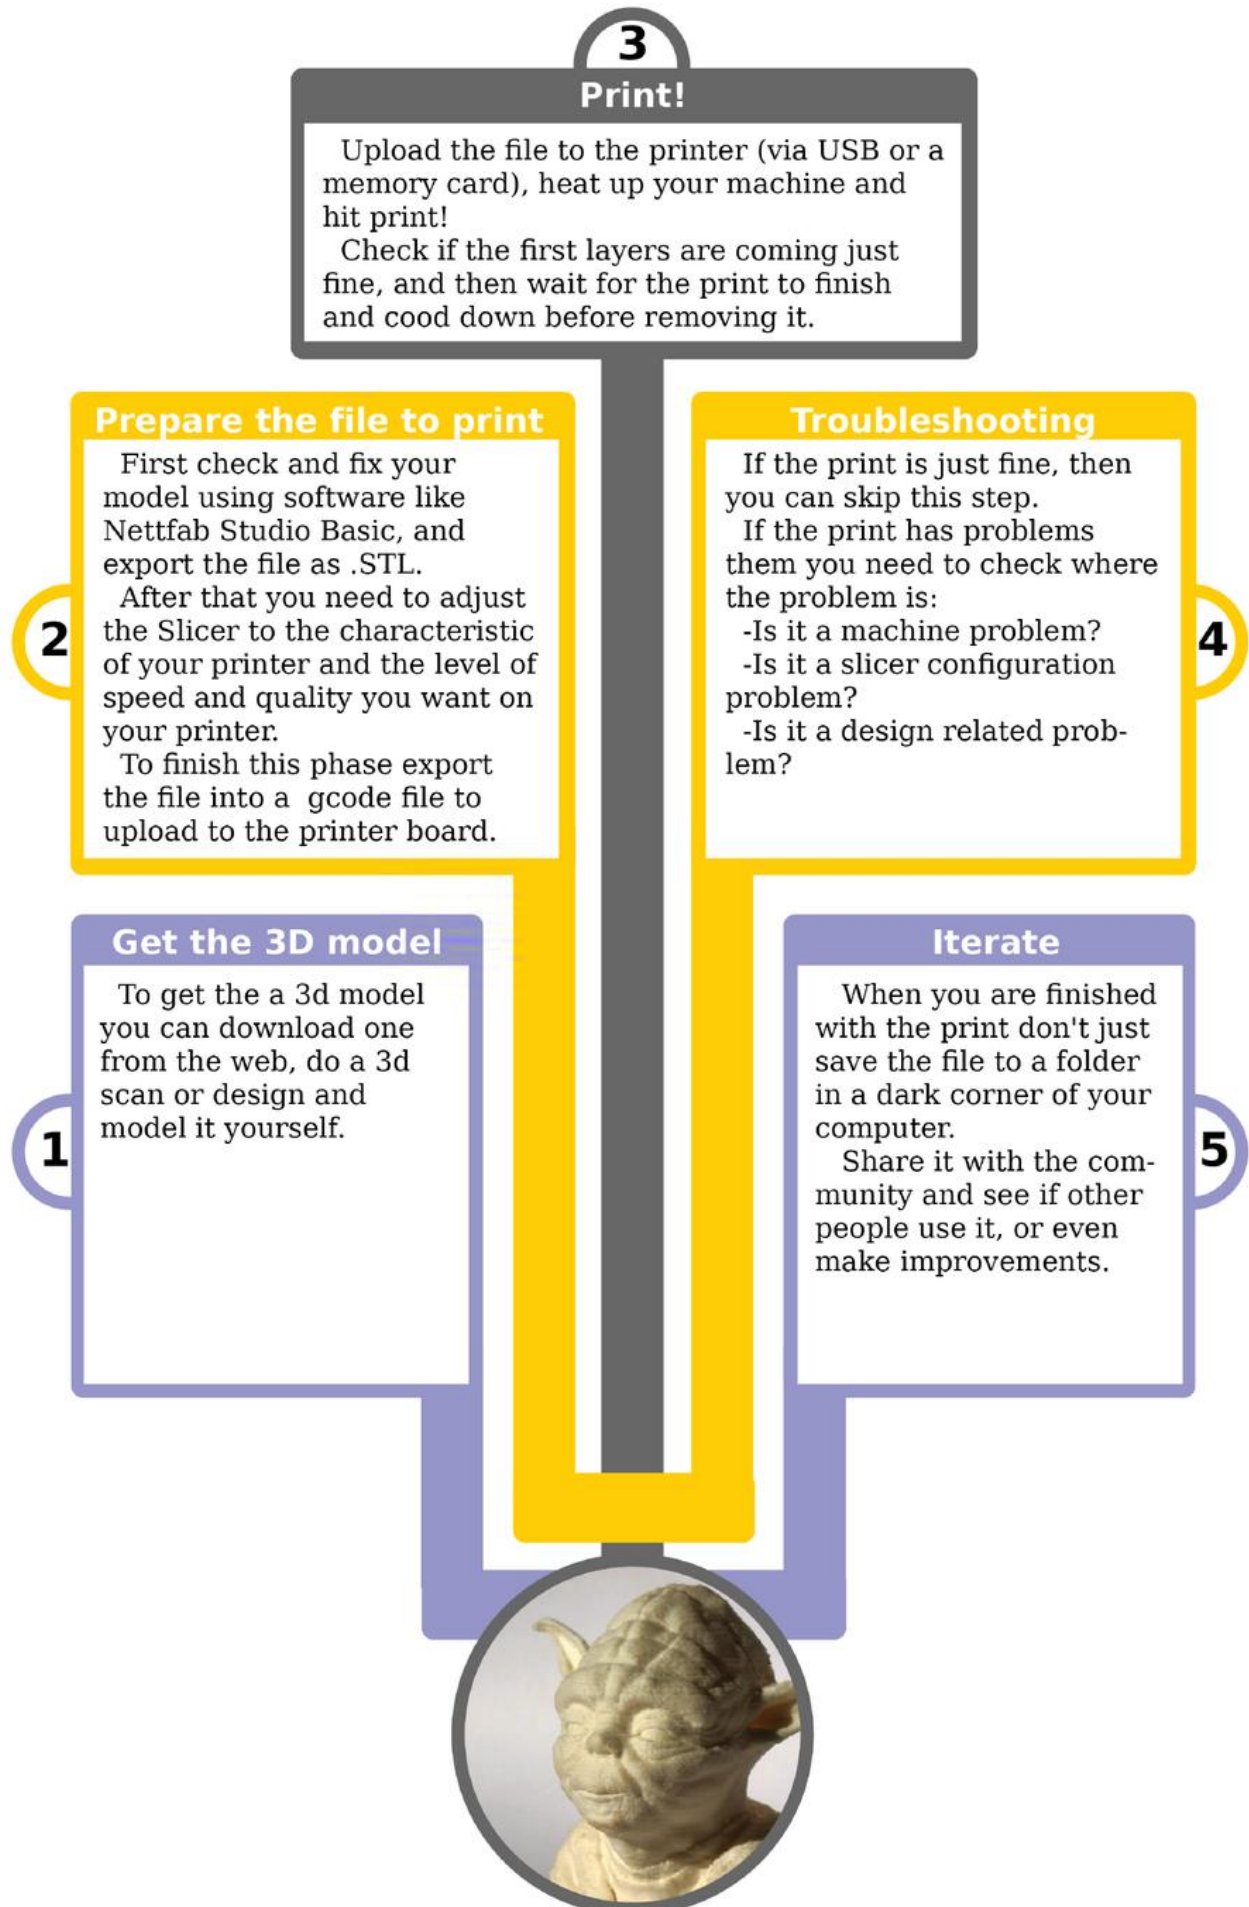 3
Print!
Upload the file to the printer (via USB or a
memory card), heat up your machine and
hit print!
Check if the first layers are coming just
fine, and then wait for the print to finish
and cood down before removing it.
Prepare the file to print
First check and fix your
model using software like
Nettfab Studio Basic, and
export the file as .STL.
After that you need to adjust
the Slicer to the characteristic
of your printer and the level of
speed and quality you want on
your printer.
To finish this phase export
the file into a  gcode file to
upload to the printer board.
2
Troubleshooting
If the print is just fine, then
you can skip this step.
If the print has problems
them you need to check where
the problem is:
-Is it a machine problem?
-Is it a slicer configuration
problem?
-Is it a design related prob-
lem?
4
Get the 3D model
To get the a 3d model
you can download one
from the web, do a 3d
scan or design and
model it yourself.
1
Iterate
When you are finished
with the print don't just
save the file to a folder
in a dark corner of your
computer.
Share it with the com-
munity and see if other
people use it, or even
make improvements.
5